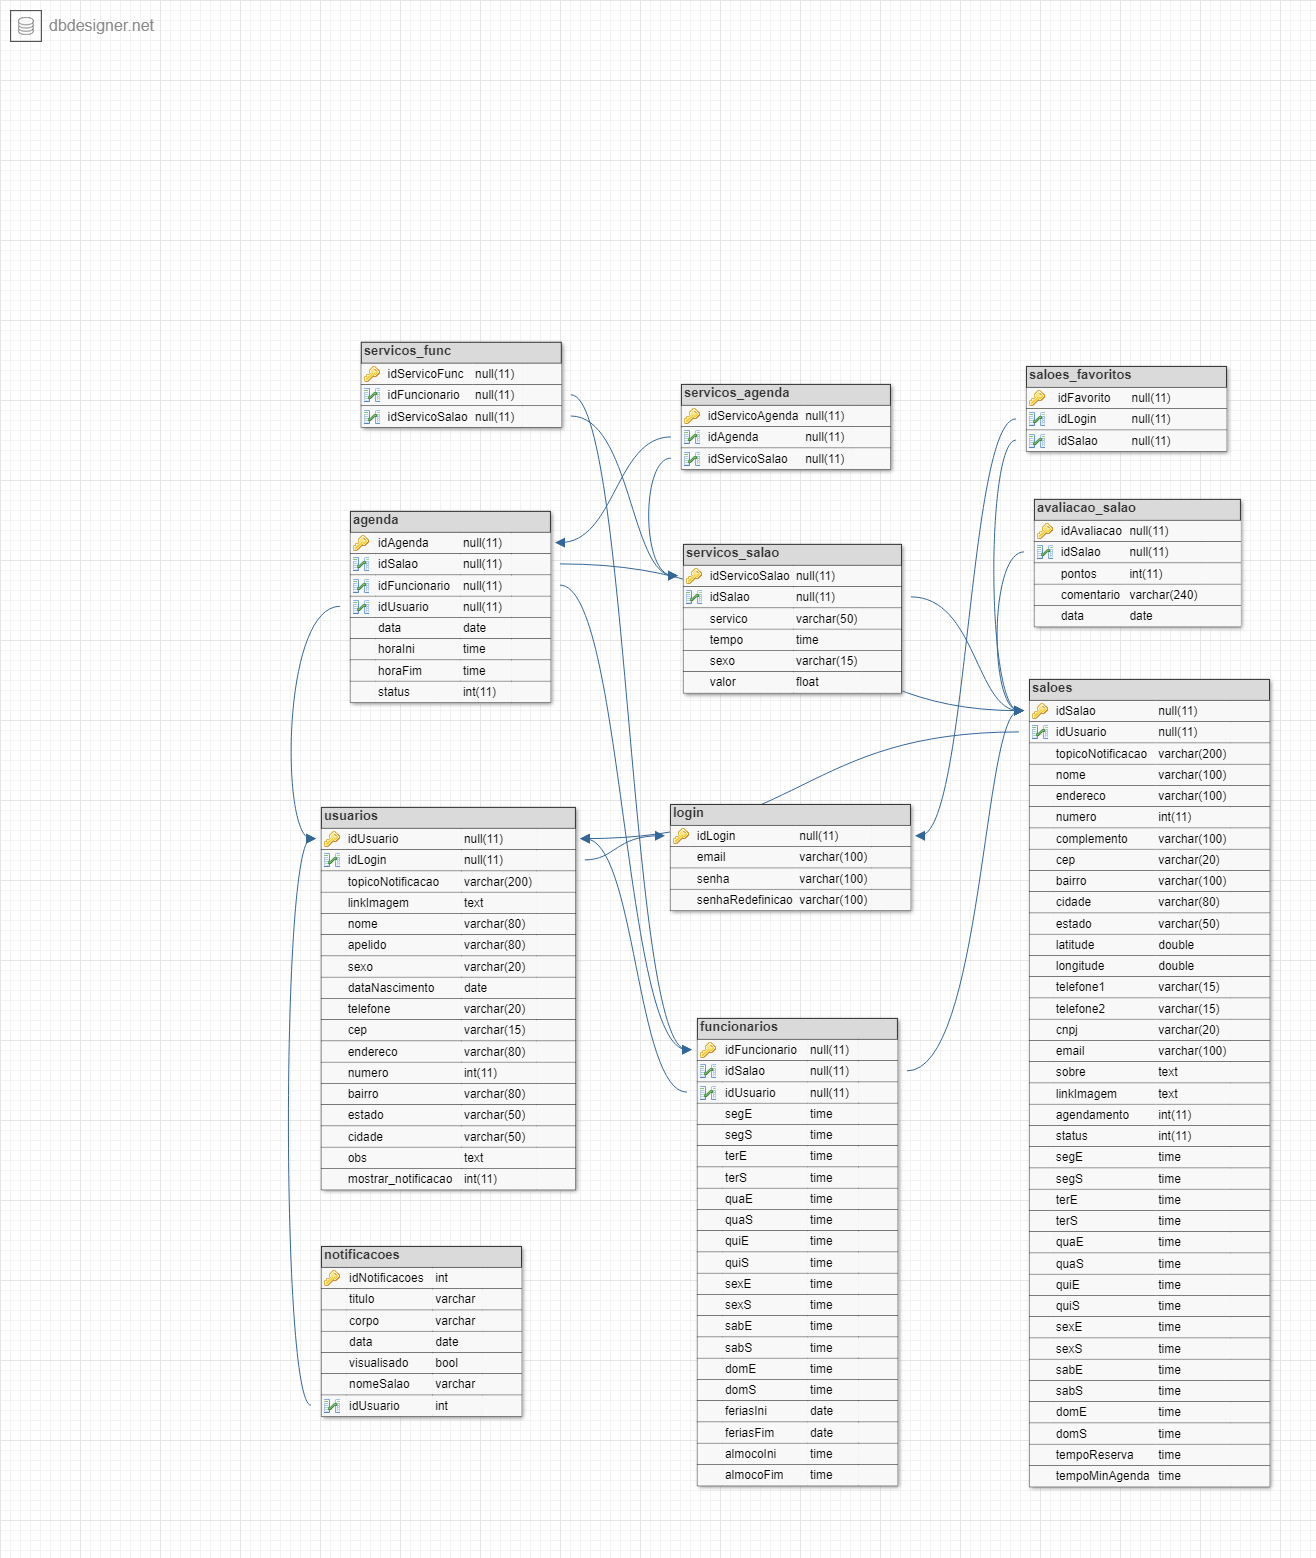 dbdesigner.net
servicos_func
idServicoFunc null(11)
idFuncionario null(11)
idServicoSalao null(11)
servicos_agenda
idServicoAgenda null(11)
idAgenda null(11)
idServicoSalao null(11)
saloes_favoritos
idFavorito null(11)
idLogin null(11)
idSalao null(11)
agenda
idAgenda null(11)
idSalao null(11)
idFuncionario null(11)
idUsuario null(11)
data date
horaIni time
horaFim time
status int(11)
servicos_salao
idServicoSalao null(11)
idSalao null(11)
servico varchar(50)
tempo time
sexo varchar(15)
valor float
avaliacao_salao
idAvaliacao null(11)
idSalao null(11)
pontos int(11)
comentario varchar(240)
data date
saloes
idSalao null(11)
idUsuario null(11)
topicoNotificacao varchar(200)
nome varchar(100)
endereco varchar(100)
numero int(11)
complemento varchar(100)
cep varchar(20)
bairro varchar(100)
cidade varchar(80)
estado varchar(50)
latitude double
longitude double
telefone1 varchar(15)
telefone2 varchar(15)
cnpj varchar(20)
email varchar(100)
sobre text
linkImagem text
agendamento int(11)
status int(11)
segE time
segS time
terE time
terS time
quaE time
quaS time
quiE time
quiS time
sexE time
sexS time
sabE time
sabS time
domE time
domS time
tempoReserva time
tempoMinAgenda time
usuarios
idUsuario null(11)
idLogin null(11)
topicoNotificacao varchar(200)
linkImagem text
nome varchar(80)
apelido varchar(80)
sexo varchar(20)
dataNascimento date
telefone varchar(20)
cep varchar(15)
endereco varchar(80)
numero int(11)
bairro varchar(80)
estado varchar(50)
cidade varchar(50)
obs text
mostrar_notificacao int(11)
login
idLogin null(11)
email varchar(100)
senha varchar(100)
senhaRedefinicao varchar(100)
funcionarios
idFuncionario null(11)
idSalao null(11)
idUsuario null(11)
segE time
segS time
terE time
terS time
quaE time
quaS time
quiE time
quiS time
sexE time
sexS time
sabE time
sabS time
domE time
domS time
feriasIni date
feriasFim date
almocoIni time
almocoFim time
notificacoes
idNotificacoes int
titulo varchar
corpo varchar
data date
visualisado bool
nomeSalao varchar
idUsuario int